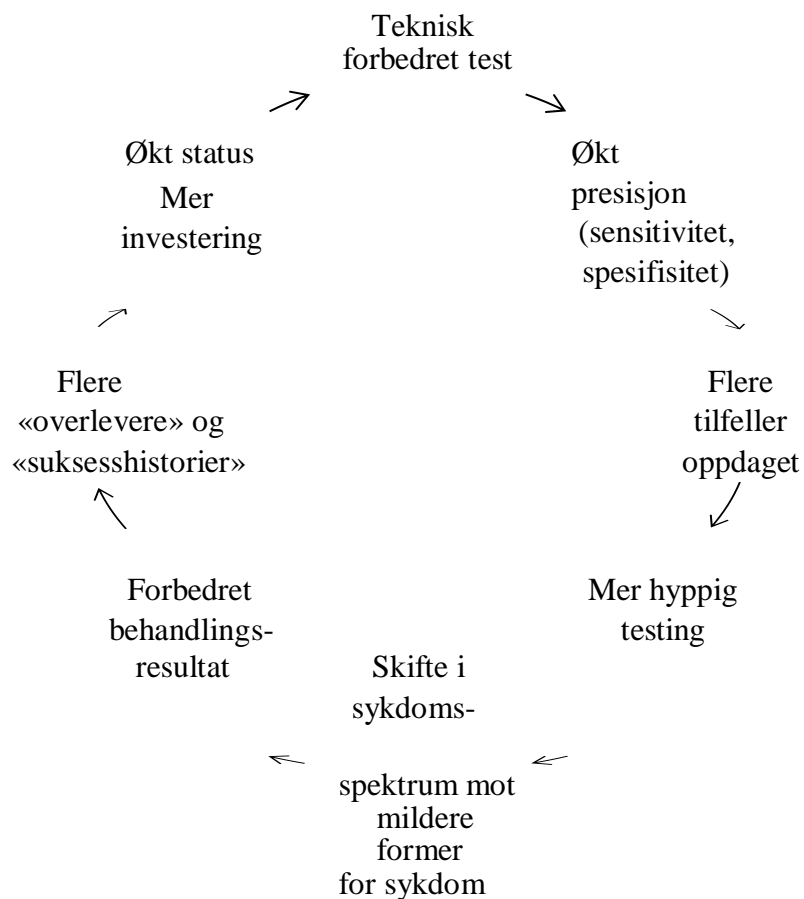 Teknisk
forbedret test
Økt
presisjon
(sensitivitet,
spesifisitet)
Flere
tilfeller
oppdaget
Mer hyppig
testing
Skifte i
sykdoms-
spektrum mot
mildere
former
for sykdom
Forbedret
behandlings-
resultat
Flere
«overlevere» og
«suksesshistorier»
Økt status
Mer
investering